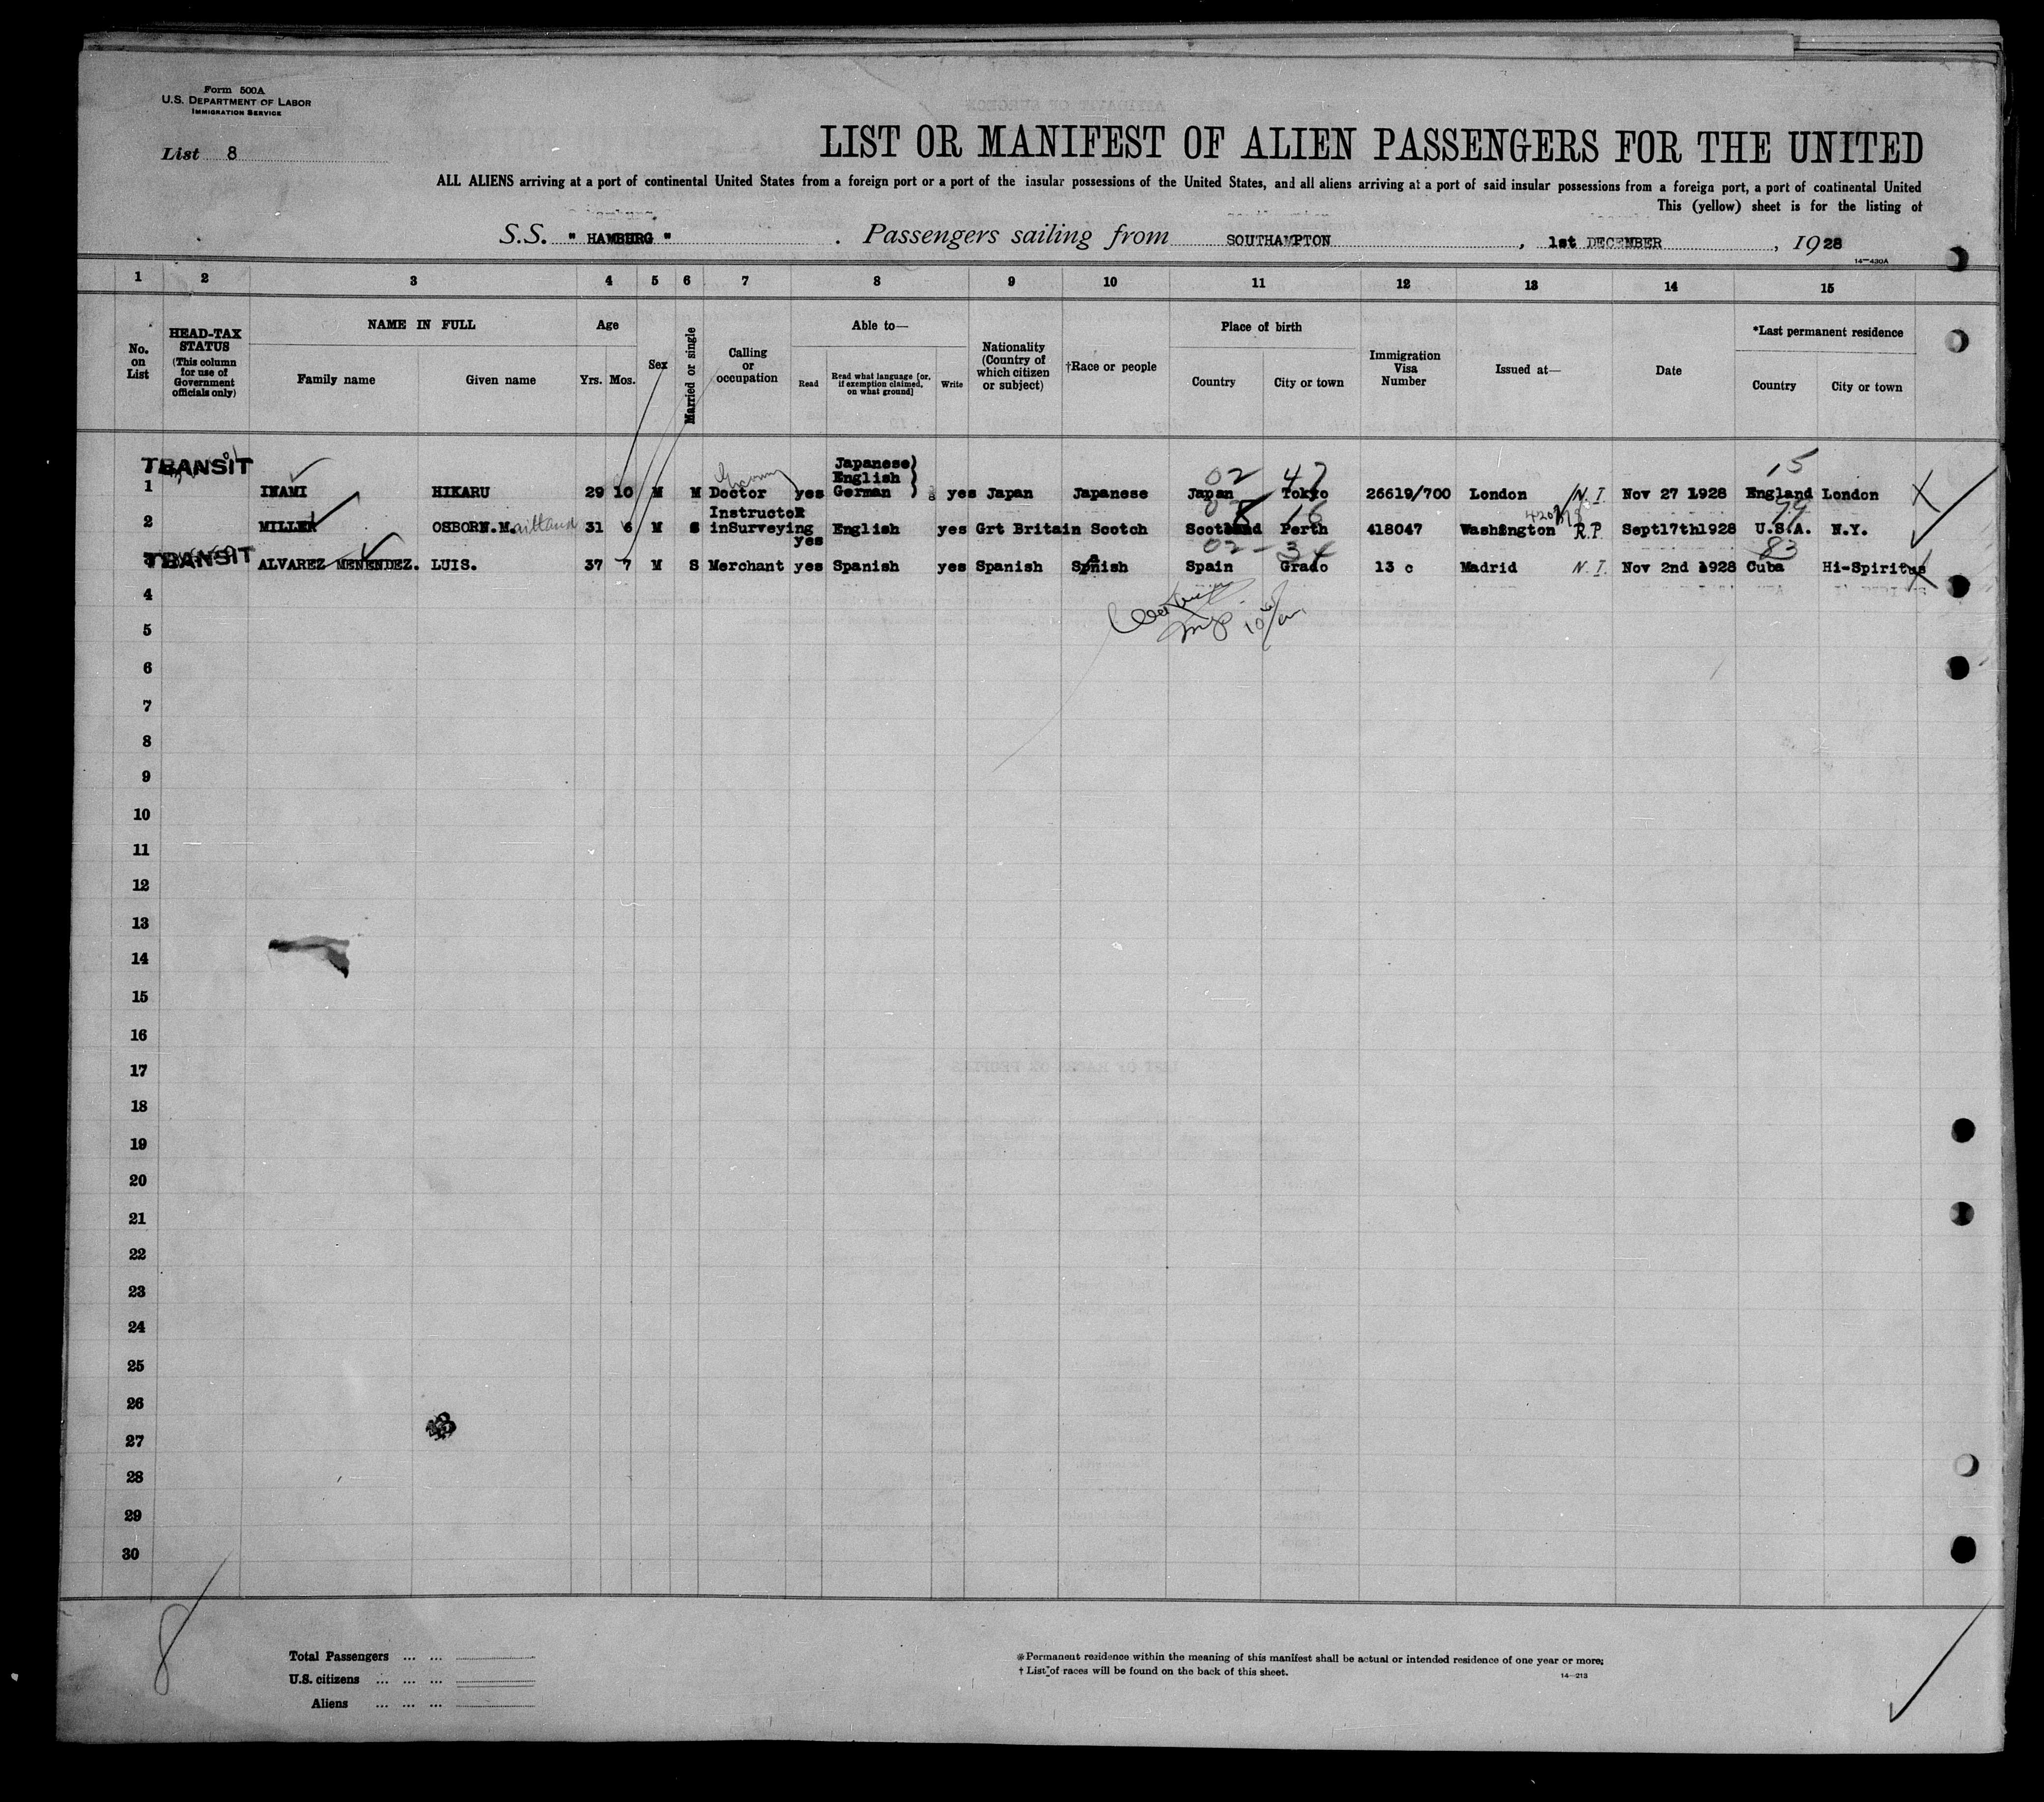 Form 500A
U.S. DEPARTMENT OF LABOR
IMMIGRATION SERVICE
List 8
LIST OR MANIFEST OF ALIEN PASSENGERS FOR THE UNITED
ALL ALIENS arriving at a port of continental United States from a foreign port or a port of the insular possessions of the United States, and all aliens arriving at a port of said insular possessions from a foreign port, a port of continental United
This (yellow) sheet is for the listing of
S.S. " HAMBURG " . Passengers sailing from SOUTHAMPTON , 1st DECEMBER , 1928
14—430A
1 2 3 4 5 6 7 8 9 10 11 12 13 14 15
No. on List
HEAD-TAX STATUS (This column for use of Government officials only)
NAME IN FULL
Family name Given name
Age
Yrs. Mos.
Sex
Married or single
Calling or occupation
Able to—
Read Read what language [or, if exemption claimed, on what ground] Write
Nationality (Country of which citizen or subject)
†Race or people
Place of birth
Country City or town
Immigration Visa Number
Issued at—
Date
*Last permanent residence
Country City or town
TRANSIT 15
02 47
1 INAMI HIKARU 29 10 M M Doctor yes Japanese) English German yes Japan Japanese Japan Tokyo 26619/700 London N.I. Nov 27 1928 England London X
2 MILLER OSBORN.M.aitland 31 6 M S Instructor inSurveying yes English yes Grt Britain Scotch Scotland Perth 418047 Washington R.P. Sept17th1928 U.S.A. N.Y.
TRANSIT 02 - 34 83
ALVAREZ MENENDEZ. LUIS. 37 7 M S Merchant yes Spanish yes Spanish Spanish Spain Grado 13 c Madrid N.I. Nov 2nd 1928 Cuba Hi-Spiritus X
4
5
6
7
8
9
10
11
12
13
14
15
16
17
18
19
20
21
22
23
24
25
26
27
28
29
30
8
Total Passengers ... ...
U.S. citizens ... ... ...
Aliens ... ... ...
* Permanent residence within the meaning of this manifest shall be actual or intended residence of one year or more.
† List of races will be found on the back of this sheet.
14—213